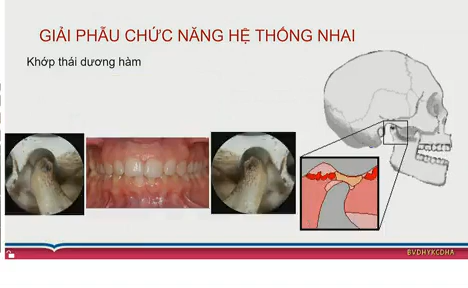 GIẢI PHẪU CHỨC NĂNG HỆ THỐNG NHAI
Khớp thái dương hàm
BVDHYKCDHA